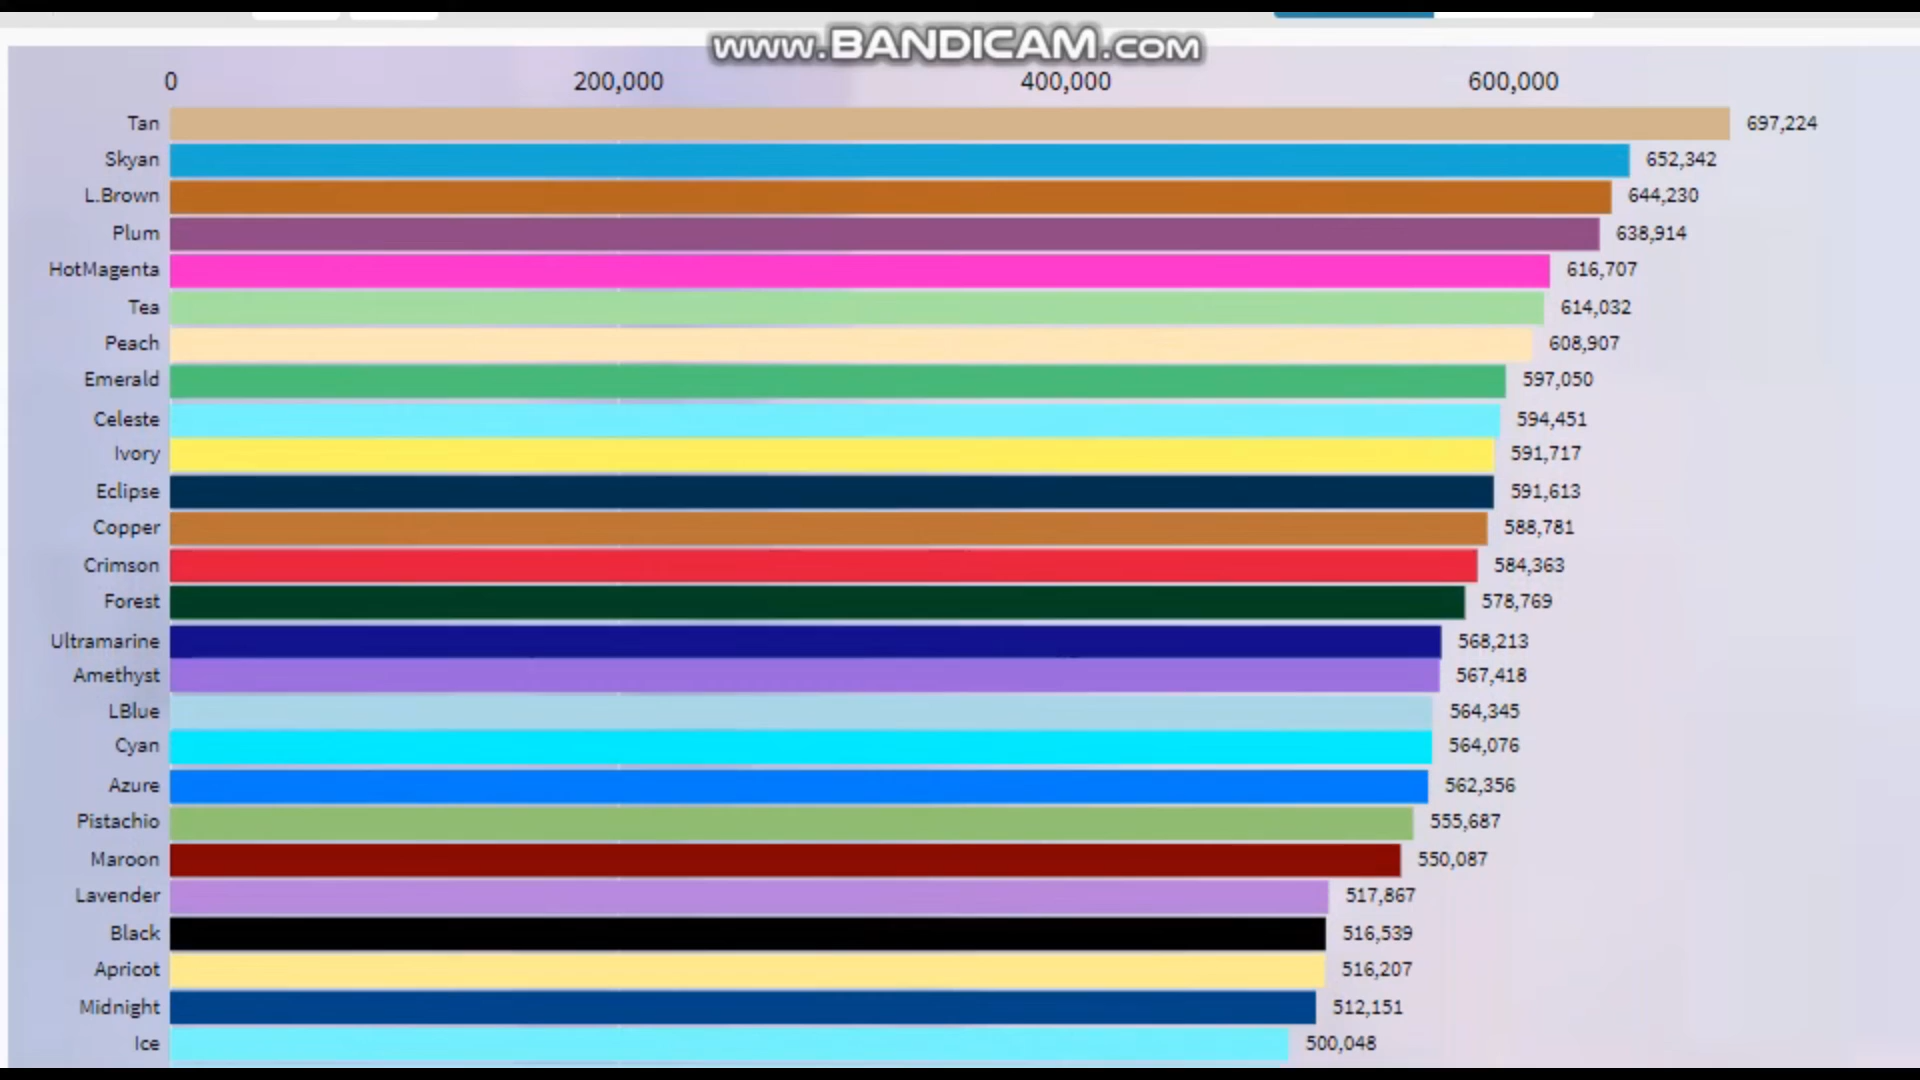 www.BANDICAM.com
0 200,000 400,000 600,000
Tan 697,224
Skyan 652,342
L.Brown 644,230
Plum 638,914
HotMagenta 616,707
Tea 614,032
Peach 608,907
Emerald 597,050
Celeste 594,451
Ivory 591,717
Eclipse 591,613
Copper 588,781
Crimson 584,363
Forest 578,769
Ultramarine 568,213
Amethyst 567,418
LBlue 564,345
Cyan 564,076
Azure 562,356
Pistachio 555,687
Maroon 550,087
Lavender 517,867
Black 516,539
Apricot 516,207
Midnight 512,151
Ice 500,048